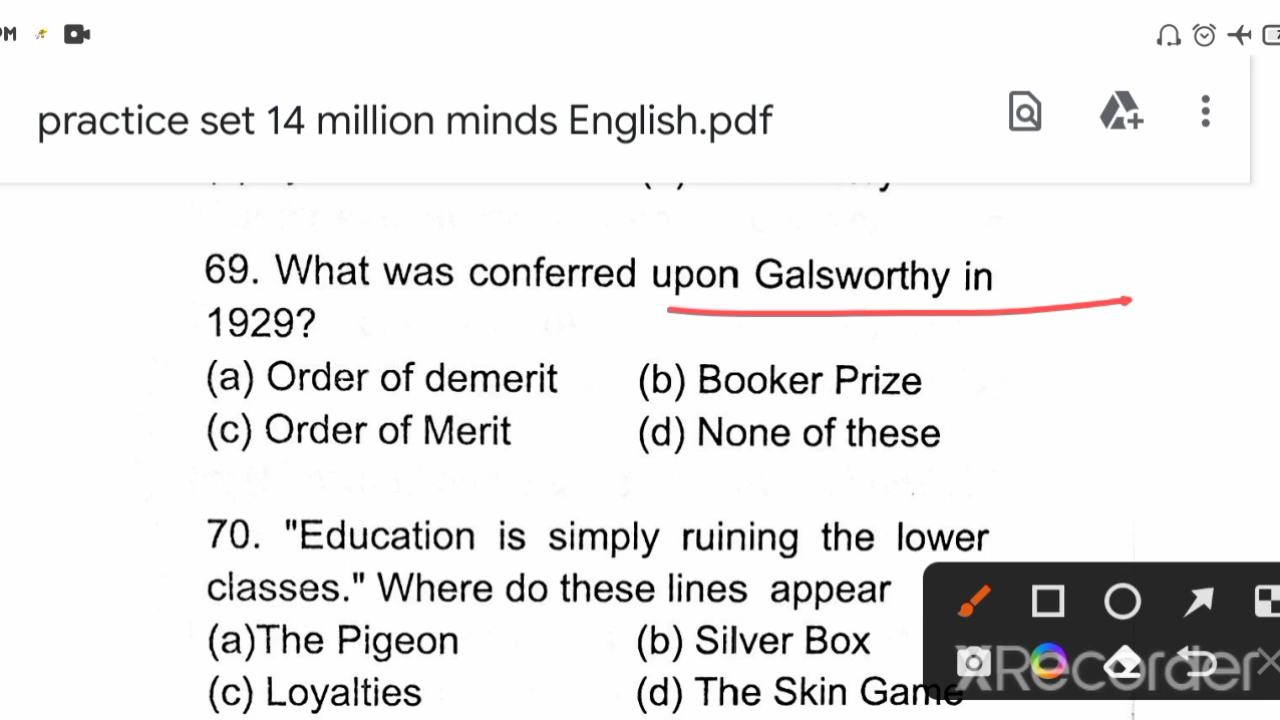 practice set 14 million minds English.pdf
69. What was conferred upon Galsworthy in
1929?
(a) Order of demerit (b) Booker Prize
(c) Order of Merit (d) None of these
70. "Education is simply ruining the lower
classes." Where do these lines appear
(a)The Pigeon (b) Silver Box
(c) Loyalties (d) The Skin Game
XRecorder